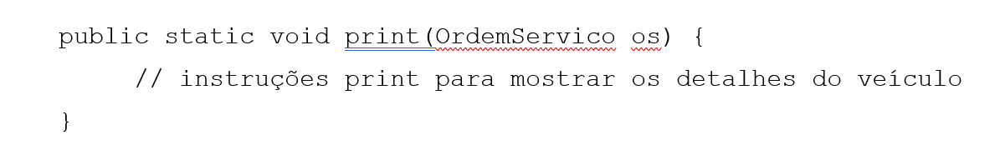 public static void print(OrdemServico os) {
// instruções print para mostrar os detalhes do veículo
}